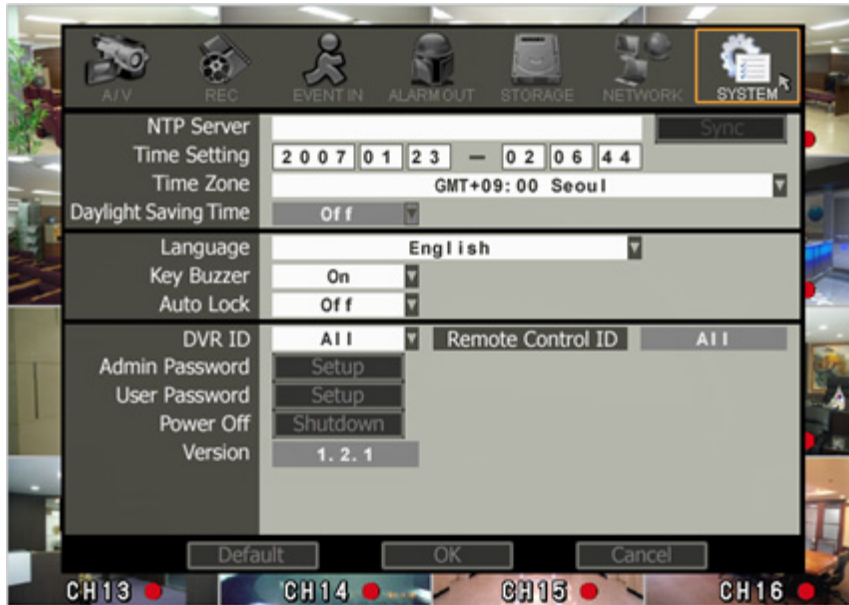 A/V REC EVENT IN ALARM OUT STORAGE NETWORK SYSTEM
NTP Server Sync
Time Setting 2007 01 23 — 02 06 44
Time Zone GMT+09:00 Seoul
Daylight Saving Time Off
Language English
Key Buzzer On
Auto Lock Off
DVR ID All Remote Control ID All
Admin Password Setup
User Password Setup
Power Off Shutdown
Version 1.2.1
Default OK Cancel
CH13 CH14 CH15 CH16